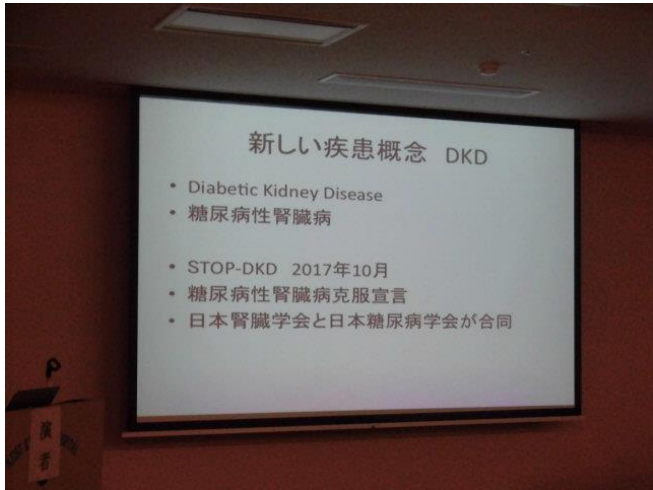 新しい疾患概念 DKD
• Diabetic Kidney Disease
• 糖尿病性腎臓病
• STOP-DKD 2017年10月
• 糖尿病性腎臓病克服宣言
• 日本腎臓学会と日本糖尿病学会が合同
演者